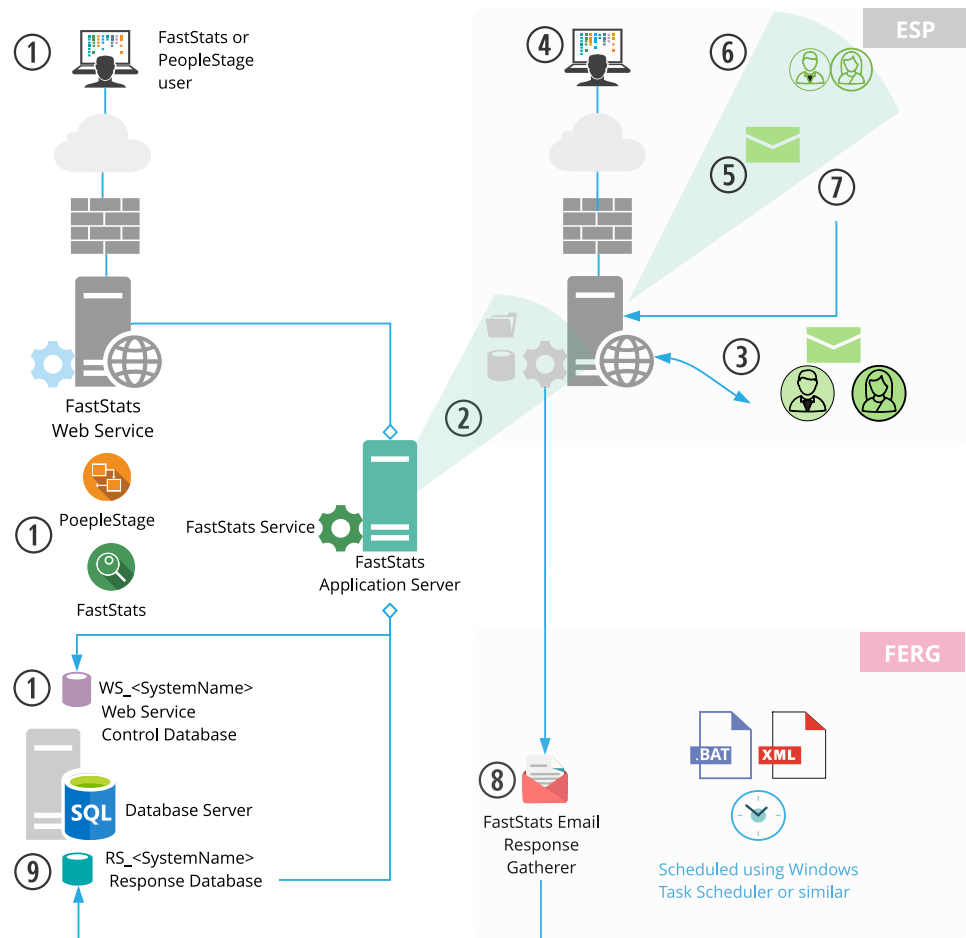 1
FastStats or
PeopleStage
user
4
6
ESP
5
7
3
2
FastStats
Web Service
PoepleStage
1
FastStats
FastStats Service
FastStats
Application Server
FERG
1
WS_<SystemName>
Web Service
Control Database
SQL
Database Server
9
RS_<SystemName>
Response Database
8
FastStats Email
Response
Gatherer
.BAT
XML
Scheduled using Windows
Task Scheduler or similar